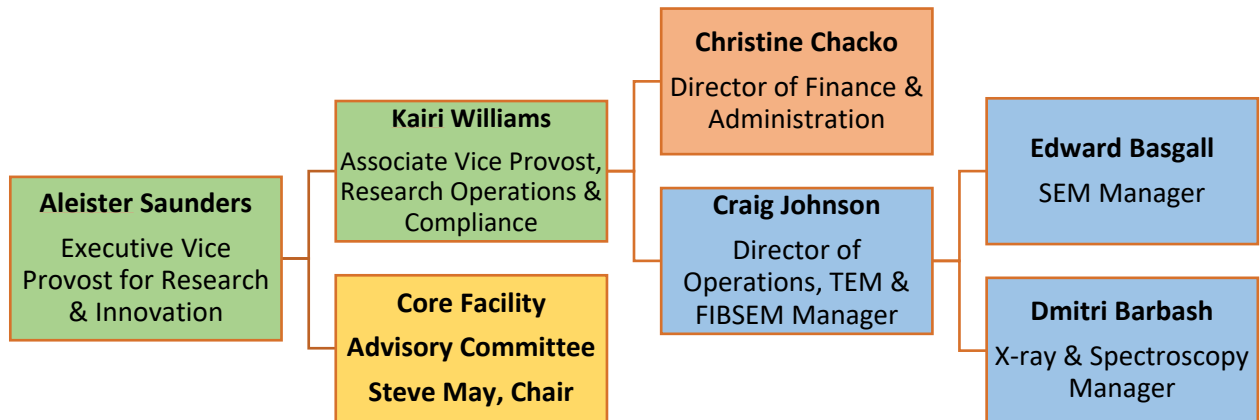 Aleister Saunders
Executive Vice
Provost for Research
& Innovation
Kairi Williams
Associate Vice Provost,
Research Operations &
Compliance
Core Facility
Advisory Committee
Steve May, Chair
Christine Chacko
Director of Finance &
Administration
Craig Johnson
Director of
Operations, TEM &
FIBSEM Manager
Edward Basgall
SEM Manager
Dmitri Barbash
X-ray & Spectroscopy
Manager